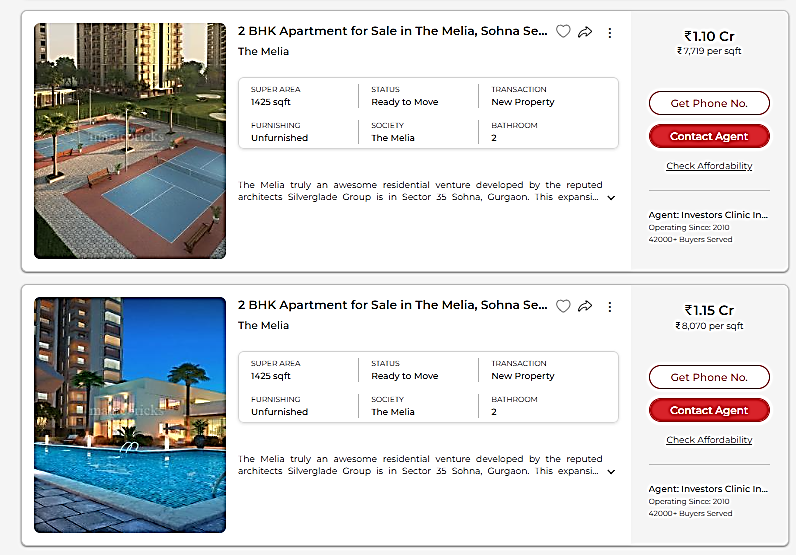 2 BHK Apartment for Sale in The Melia, Sohna Se...
The Melia
SUPER AREA
1425 sqft
STATUS
Ready to Move
TRANSACTION
New Property
FURNISHING
Unfurnished
SOCIETY
The Melia
BATHROOM
2
The Melia truly an awesome residential venture developed by the reputed
architects Silverglade Group is in Sector 35 Sohna, Gurgaon. This expansi...
₹1.10 Cr
₹7,719 per sqft
Get Phone No.
Contact Agent
Check Affordability
Agent: Investors Clinic In...
Operating Since: 2010
42000+ Buyers Served
2 BHK Apartment for Sale in The Melia, Sohna Se...
The Melia
SUPER AREA
1425 sqft
STATUS
Ready to Move
TRANSACTION
New Property
FURNISHING
Unfurnished
SOCIETY
The Melia
BATHROOM
2
The Melia truly an awesome residential venture developed by the reputed
architects Silverglade Group is in Sector 35 Sohna, Gurgaon. This expansi...
₹1.15 Cr
₹8,070 per sqft
Get Phone No.
Contact Agent
Check Affordability
Agent: Investors Clinic In...
Operating Since: 2010
42000+ Buyers Served